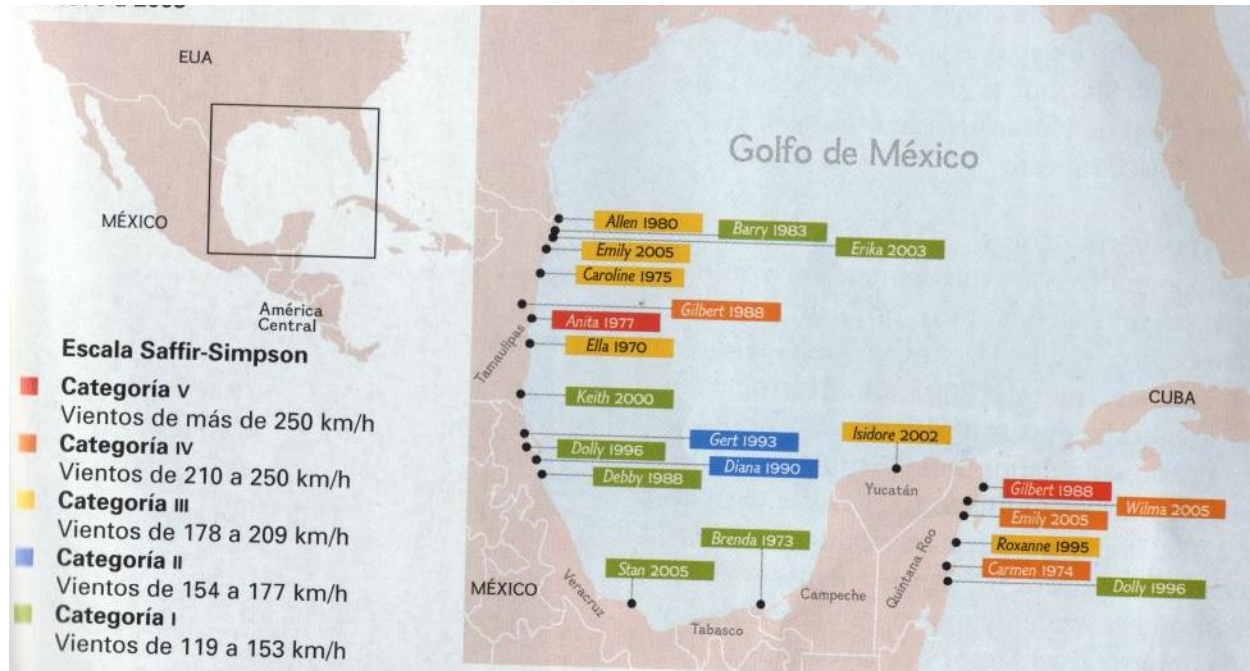 EUA
MÉXICO
América
Central
Escala Saffir-Simpson
Categoría V
Vientos de más de 250 km/h
Categoría IV
Vientos de 210 a 250 km/h
Categoría III
Vientos de 178 a 209 km/h
Categoría II
Vientos de 154 a 177 km/h
Categoría I
Vientos de 119 a 153 km/h
Golfo de México
Allen 1980
Barry 1983
Erika 2003
Emily 2005
Caroline 1975
Gilbert 1988
Anita 1977
Ella 1970
Tamaulipas
Keith 2000
CUBA
Gert 1993
Isidore 2002
Dolly 1996
Diana 1990
Debby 1988
Yucatán
Gilbert 1988
Wilma 2005
Emily 2005
Brenda 1973
Roxanne 1995
Quintana Roo
Stan 2005
Carmen 1974
MÉXICO
Veracruz
Campeche
Dolly 1996
Tabasco